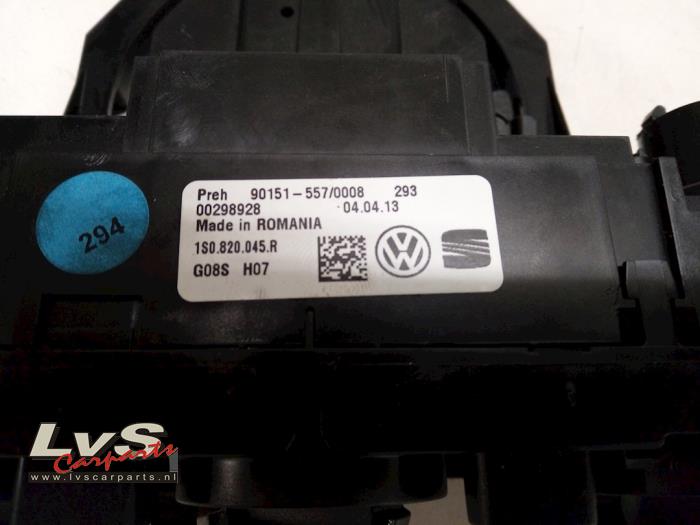 Preh 90151-557/0008 293
00298928 04.04.13
Made in ROMANIA
1S0.820.045.R
G08S H07
294
LvS
Carparts
www.lvscarparts.nl